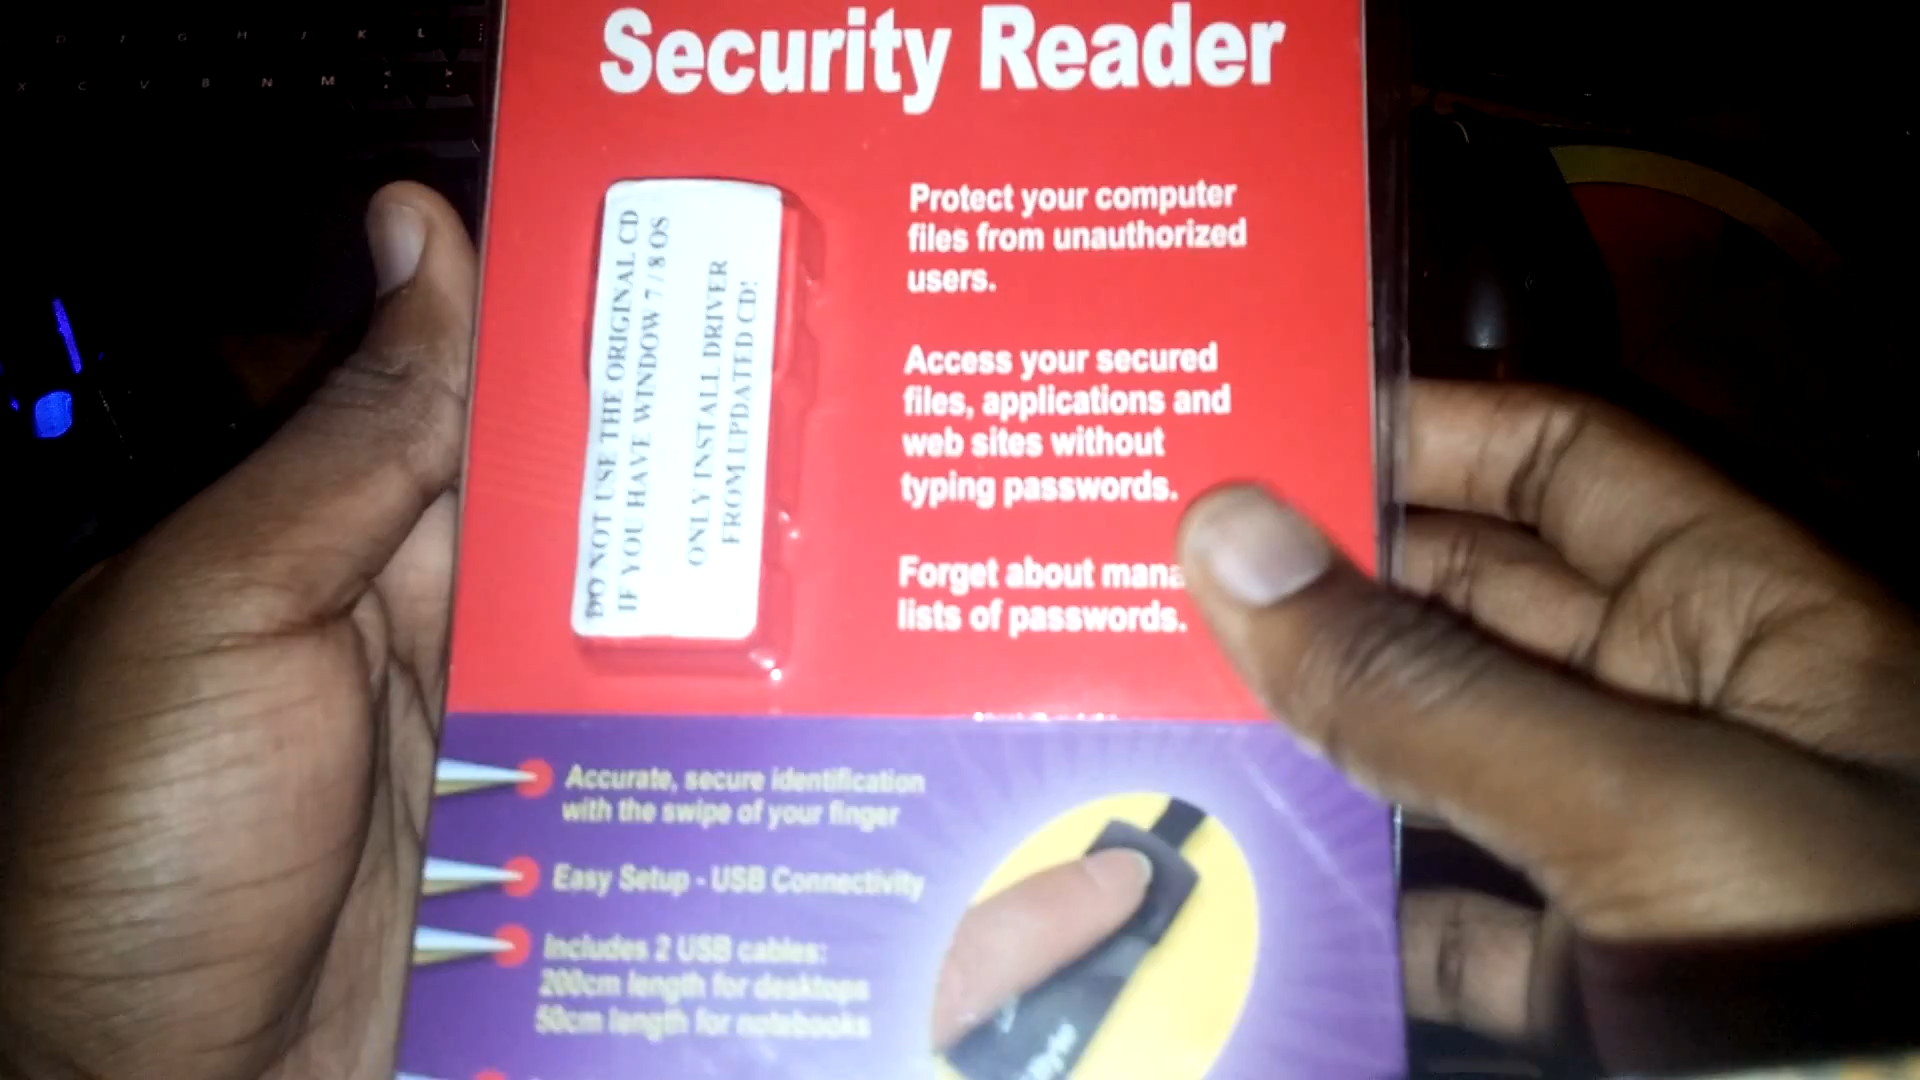 Security Reader
Protect your computer
files from unauthorized
users.
Access your secured
files, applications and
web sites without
typing passwords.
Forget about
lists of passwords.
DO NOT USE THE ORIGINAL CD
IF YOU HAVE WINDOW 7 / 8 OS
ONLY INSTALL DRIVER
FROM UPDATED CD!
Accurate, secure identification
with the swipe of your finger
Easy Setup - USB Connectivity
Includes 2 USB cables:
200cm length for desktops
50cm length for notebooks
G H J K L
X C V B N M